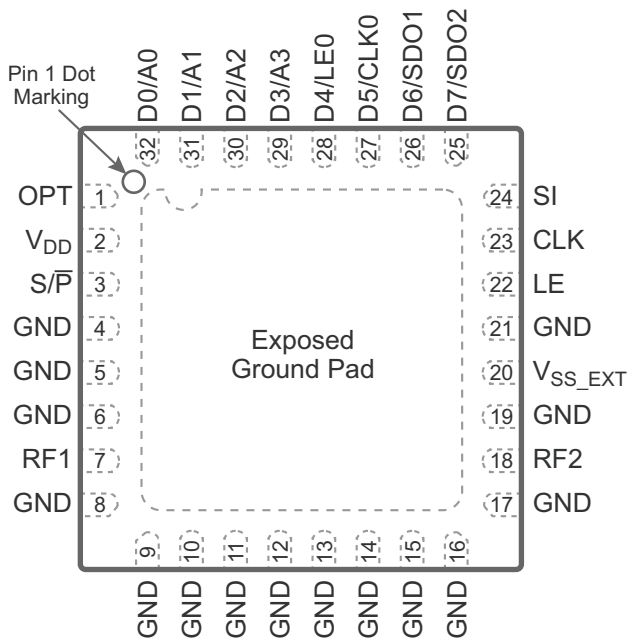 D0/A0
D1/A1
D2/A2
D3/A3
D4/LE0
D5/CLK0
D6/SDO1
D7/SDO2
Pin 1 Dot
Marking
32
31
30
29
28
27
26
25
OPT 1
24 SI
V_DD 2
23 CLK
S/P̅ 3
22 LE
GND 4
21 GND
GND 5
20 V_SS_EXT
GND 6
19 GND
RF1 7
18 RF2
GND 8
17 GND
Exposed
Ground Pad
9
10
11
12
13
14
15
16
GND
GND
GND
GND
GND
GND
GND
GND